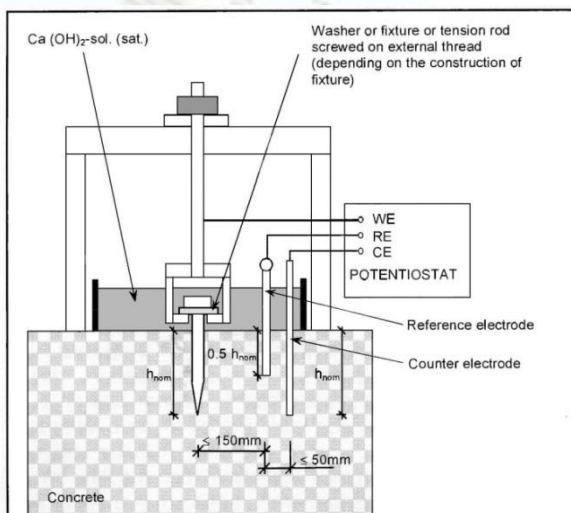 Ca (OH)₂-sol. (sat.)
Washer or fixture or tension rod
screwed on external thread
(depending on the construction of
fixture)
WE
RE
CE
POTENTIOSTAT
Reference electrode
0.5 hnom
hnom
Counter electrode
hnom
≤ 150mm
≤ 50mm
Concrete